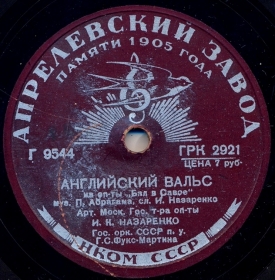 АПРЕЛЕВСКИЙ ЗАВОД
ПАМЯТИ 1905 ГОДА
Г 9544
ГРК 2921
ЦЕНА 7 руб.
АНГЛИЙСКИЙ ВАЛЬС
из оп-ты „Бал в Савое"
муз. П. Абрагама, сл. И. Назаренко
Арт. Моск. Гос. т-ра оп-ты
И. К. НАЗАРЕНКО
Гос. орк. СССР п. у.
Г.С.Фукс-Мартина
НКОМ СССР